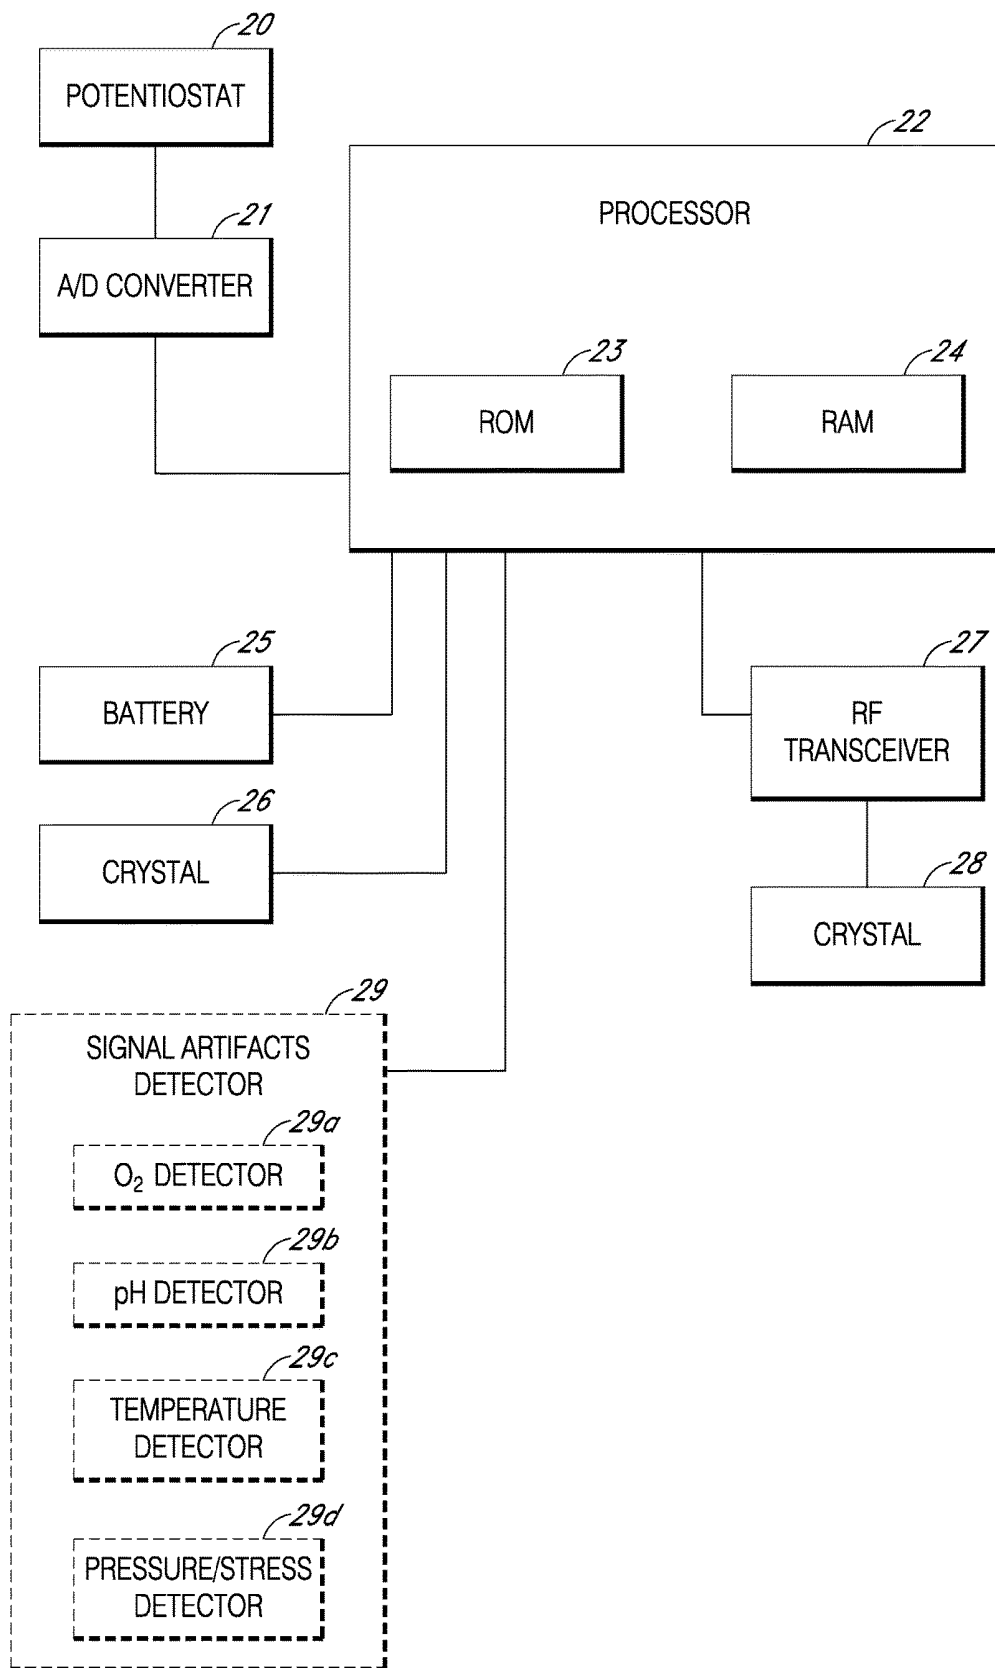 20
POTENTIOSTAT
22
PROCESSOR
21
A/D CONVERTER
23
ROM
24
RAM
25
BATTERY
27
RF
TRANSCEIVER
26
CRYSTAL
28
CRYSTAL
29
SIGNAL ARTIFACTS
DETECTOR
29a
O₂ DETECTOR
29b
pH DETECTOR
29c
TEMPERATURE
DETECTOR
29d
PRESSURE/STRESS
DETECTOR